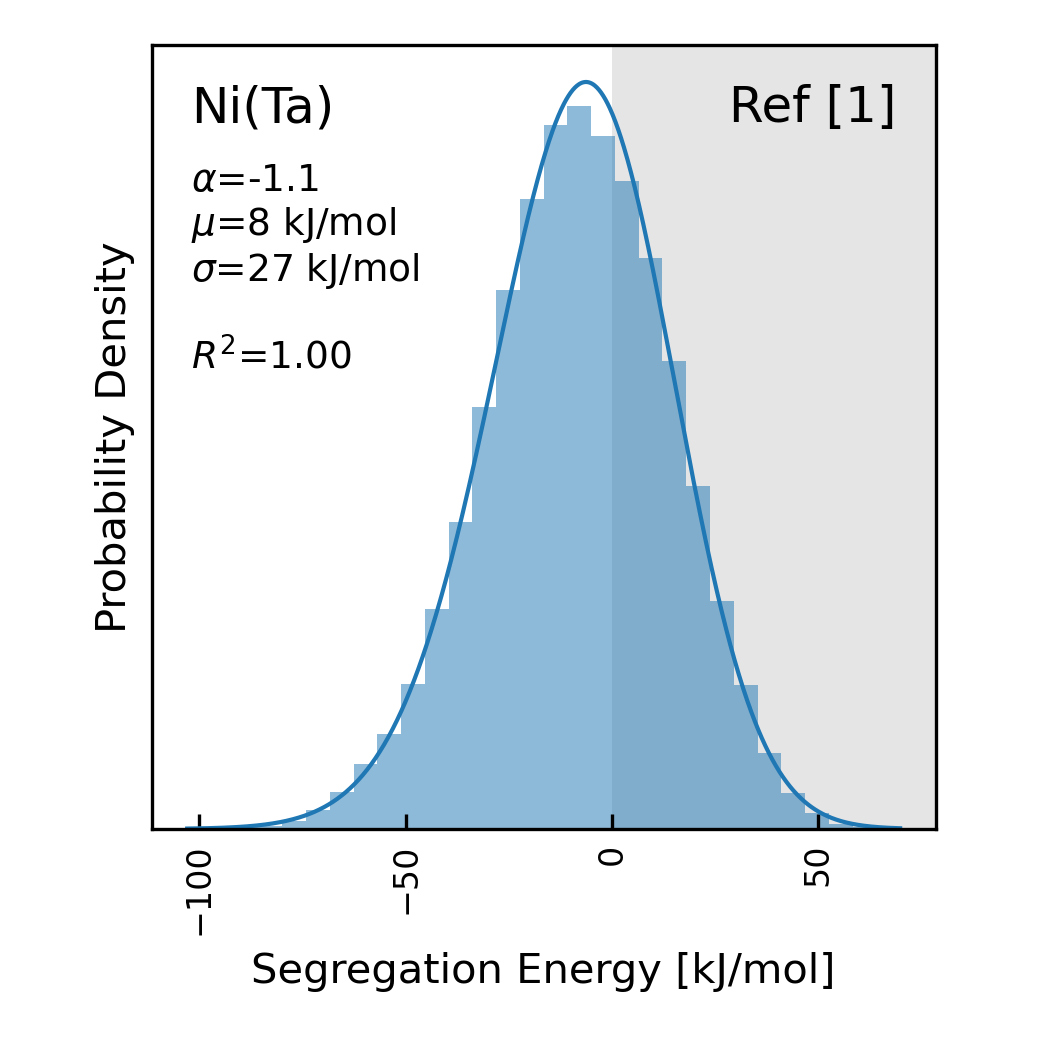 Ni(Ta)
Ref [1]
α=-1.1
μ=8 kJ/mol
σ=27 kJ/mol
R²=1.00
Probability Density
−100
−50
0
50
Segregation Energy [kJ/mol]